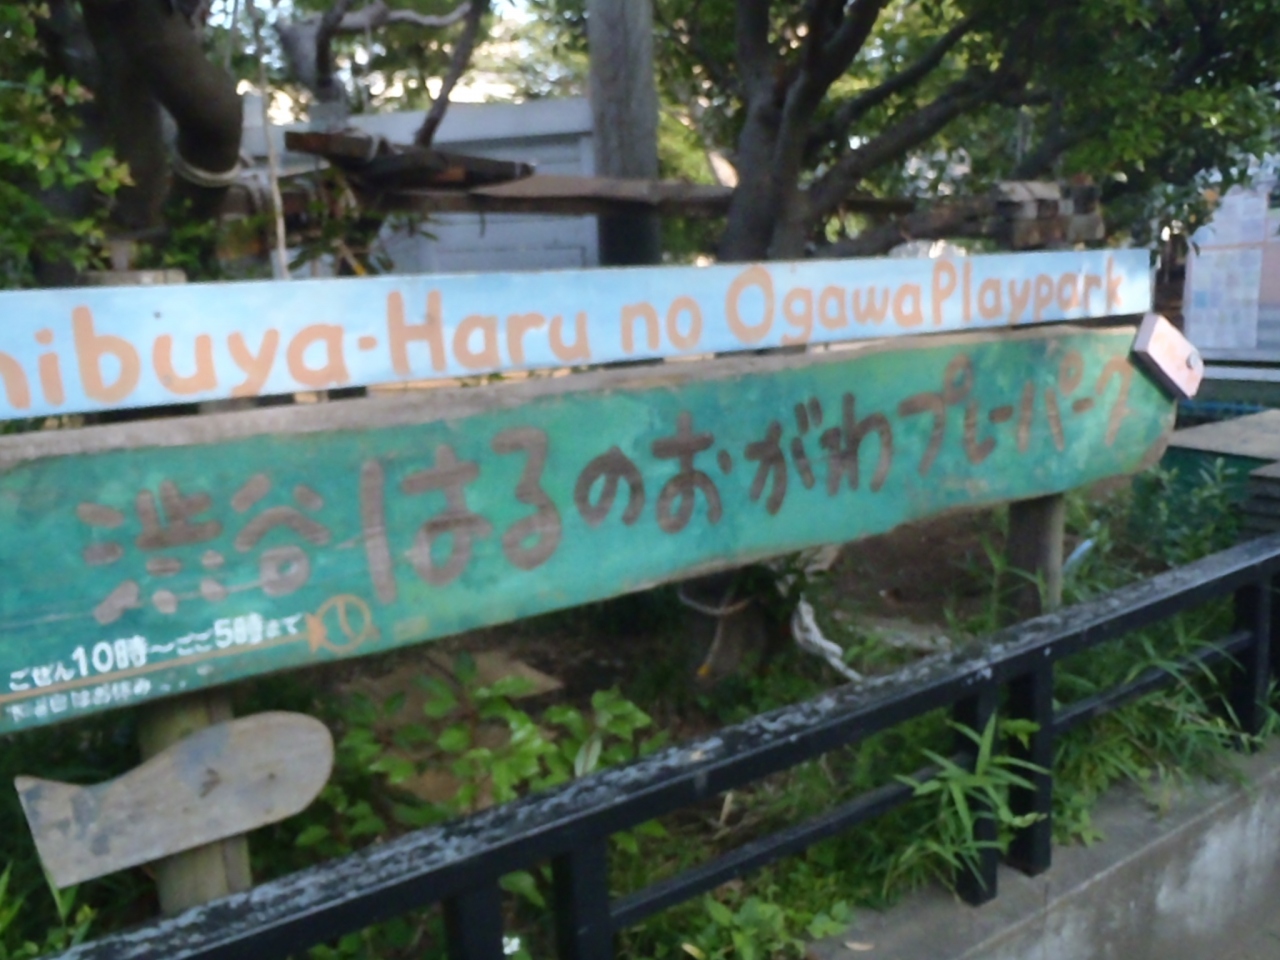 hibuya-Haru no Ogawa Playpark
渋谷はるのおがわプレーパーク
ごぜん10時〜ごご5時まで